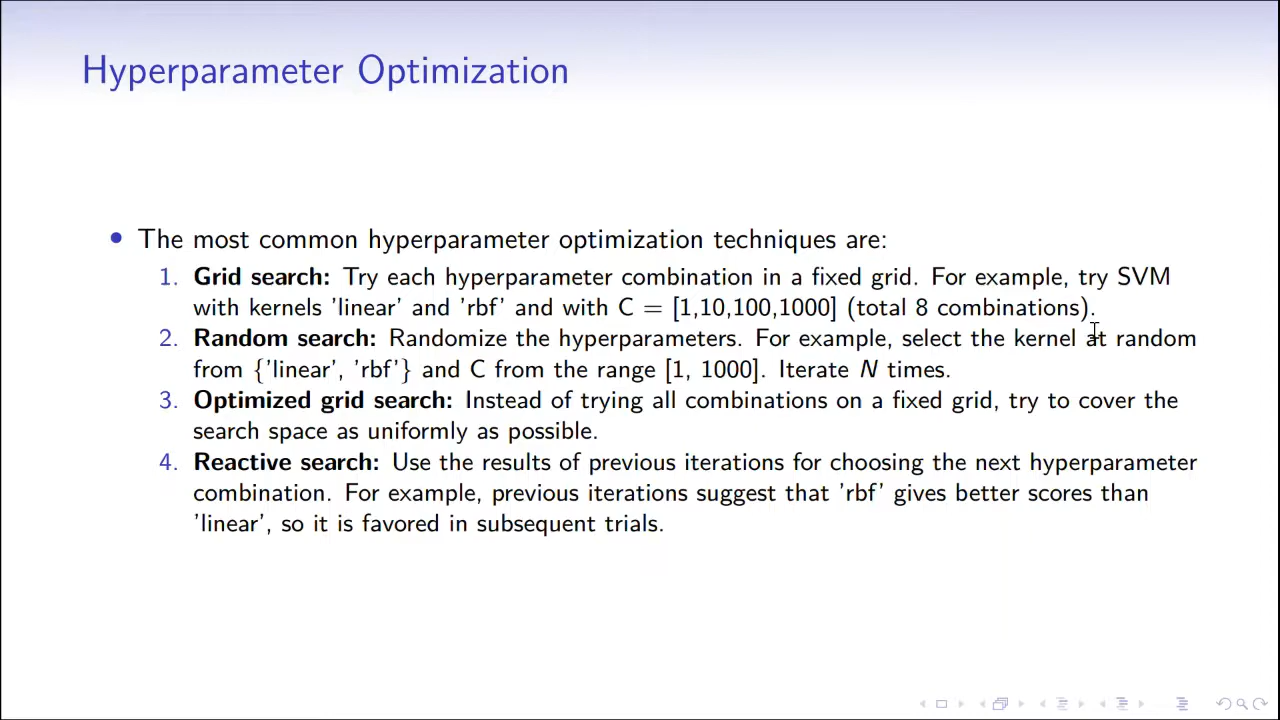 Hyperparameter Optimization
• The most common hyperparameter optimization techniques are:
1. Grid search: Try each hyperparameter combination in a fixed grid. For example, try SVM
with kernels 'linear' and 'rbf' and with C = [1,10,100,1000] (total 8 combinations).
2. Random search: Randomize the hyperparameters. For example, select the kernel at random
from {'linear', 'rbf'} and C from the range [1, 1000]. Iterate N times.
3. Optimized grid search: Instead of trying all combinations on a fixed grid, try to cover the
search space as uniformly as possible.
4. Reactive search: Use the results of previous iterations for choosing the next hyperparameter
combination. For example, previous iterations suggest that 'rbf' gives better scores than
'linear', so it is favored in subsequent trials.